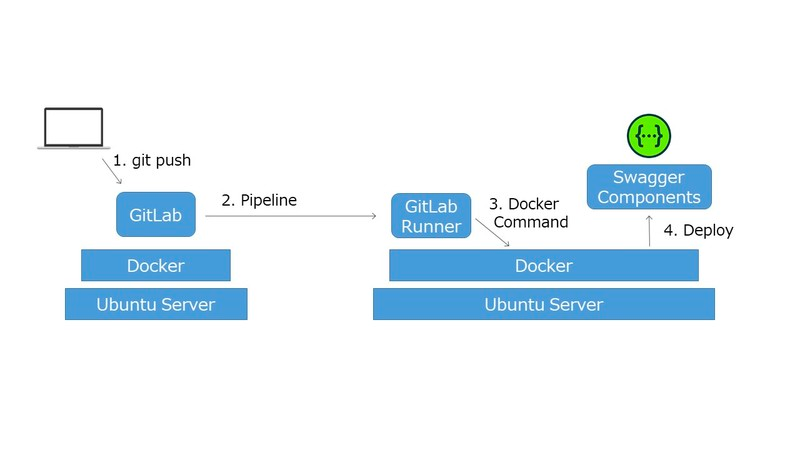 1. git push
GitLab
2. Pipeline
Docker
Ubuntu Server
GitLab
Runner
3. Docker
Command
Swagger
Components
4. Deploy
Docker
Ubuntu Server